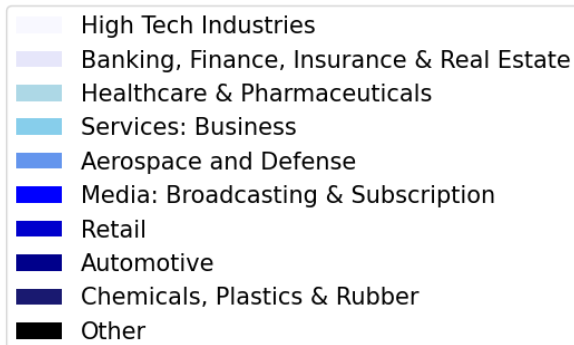 High Tech Industries
Banking, Finance, Insurance & Real Estate
Healthcare & Pharmaceuticals
Services: Business
Aerospace and Defense
Media: Broadcasting & Subscription
Retail
Automotive
Chemicals, Plastics & Rubber
Other